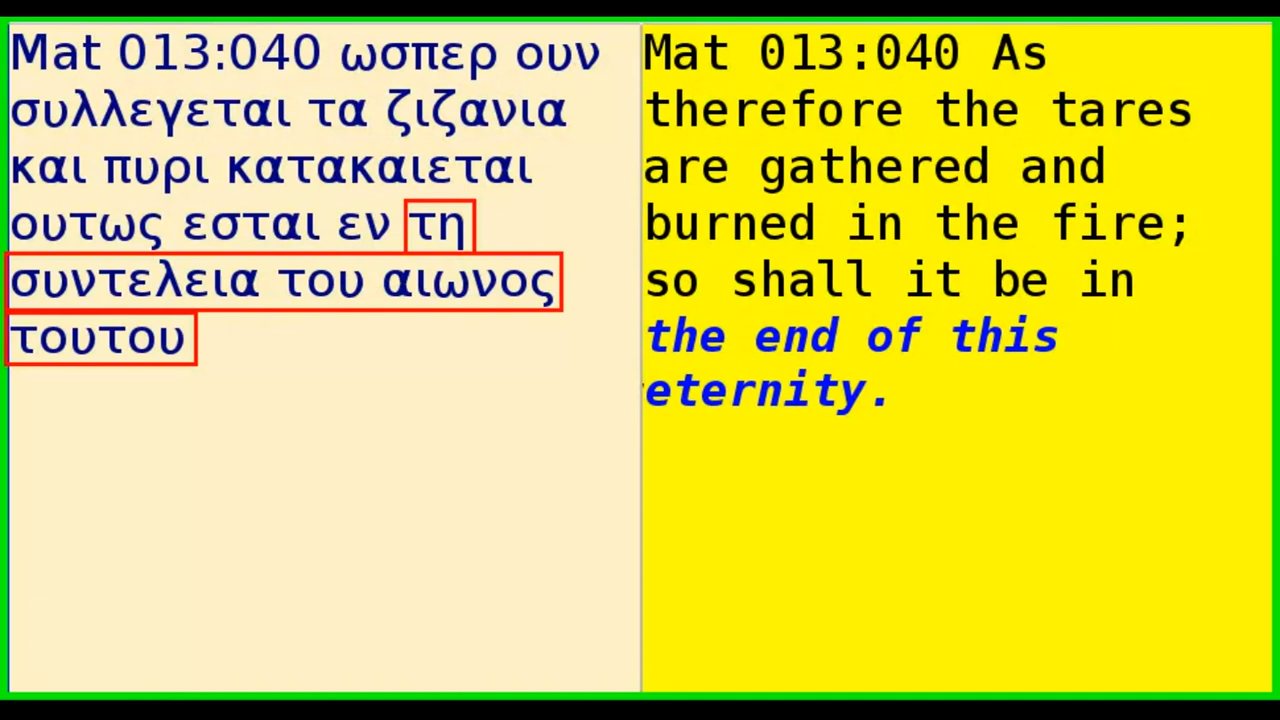 Mat 013:040 ωσπερ ουν
συλλεγεται τα ζιζανια
και πυρι κατακαιεται
ουτως εσται εν τη
συντελεια του αιωνος
τουτου
Mat 013:040 As
therefore the tares
are gathered and
burned in the fire;
so shall it be in
the end of this
eternity.